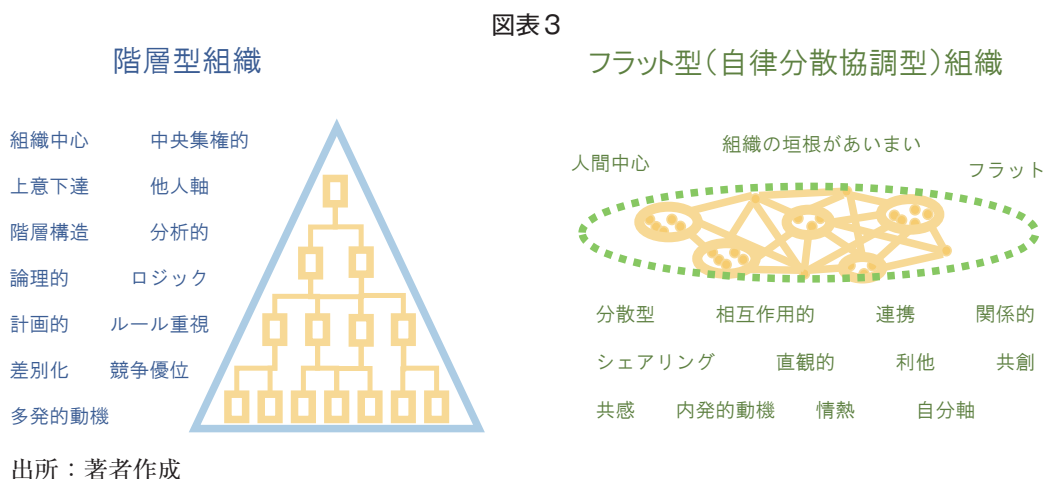 図表3
階層型組織
組織中心 中央集権的
上意下達 他人軸
階層構造 分析的
論理的 ロジック
計画的 ルール重視
差別化 競争優位
多発的動機
フラット型(自律分散協調型)組織
組織の垣根があいまい
人間中心
フラット
分散型 相互作用的 連携 関係的
シェアリング 直観的 利他 共創
共感 内発的動機 情熱 自分軸
出所:著者作成